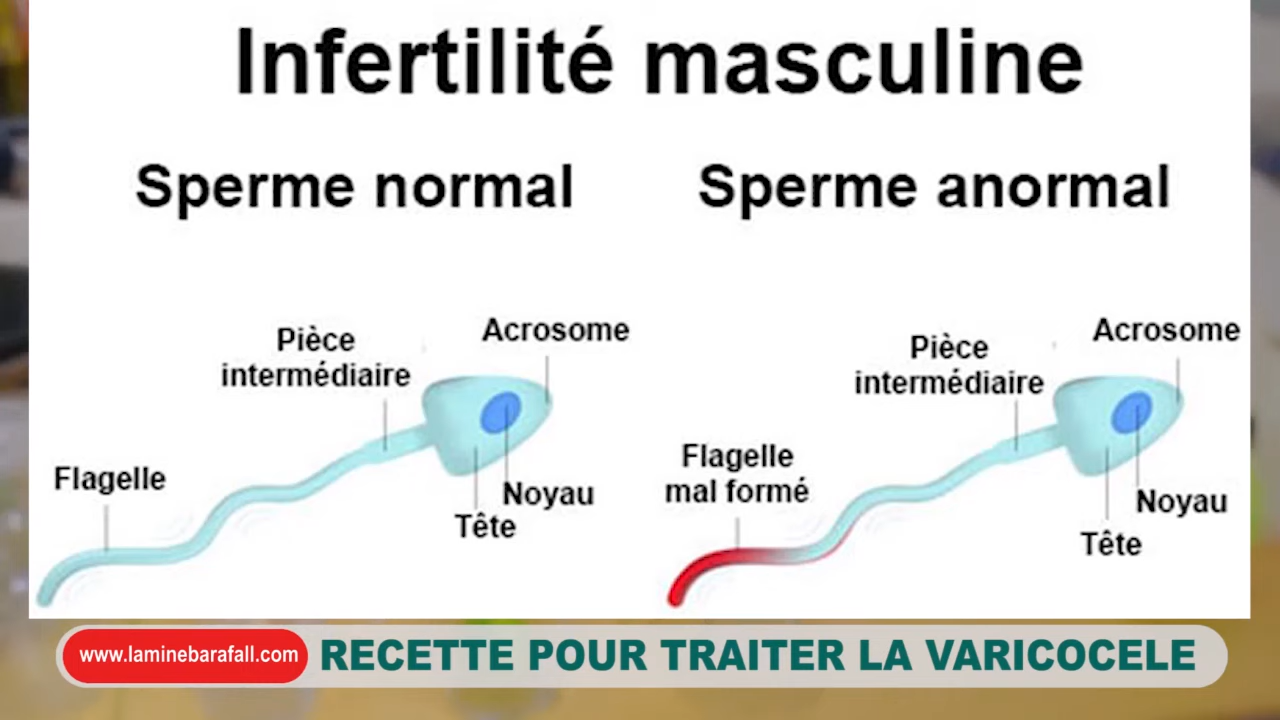 Infertilité masculine
Sperme normal
Sperme anormal
Pièce
intermédiaire
Acrosome
Flagelle
Noyau
Tête
Pièce
intermédiaire
Acrosome
Flagelle
mal formé
Noyau
Tête
www.laminebarafall.com
RECETTE POUR TRAITER LA VARICOCELE